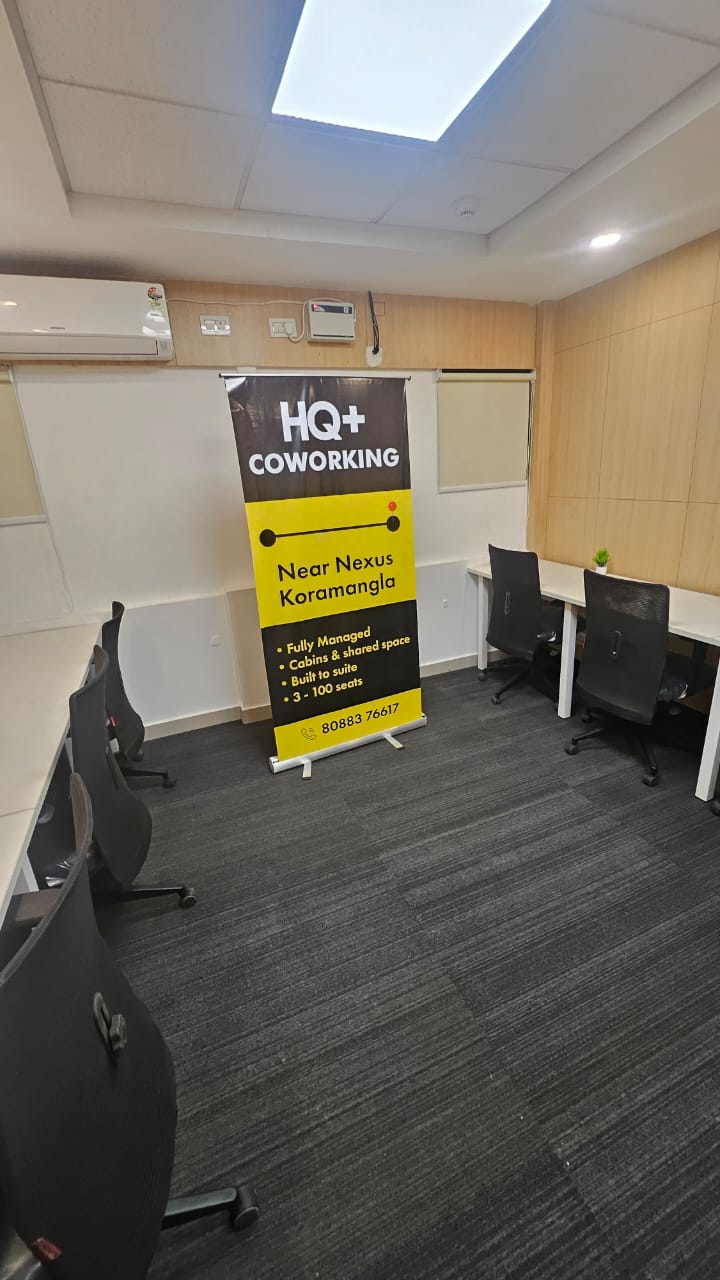 HQ+
COWORKING
Near Nexus
Koramangla
• Fully Managed
• Cabins & shared space
• Built to suite
• 3 - 100 seats
80883 76617